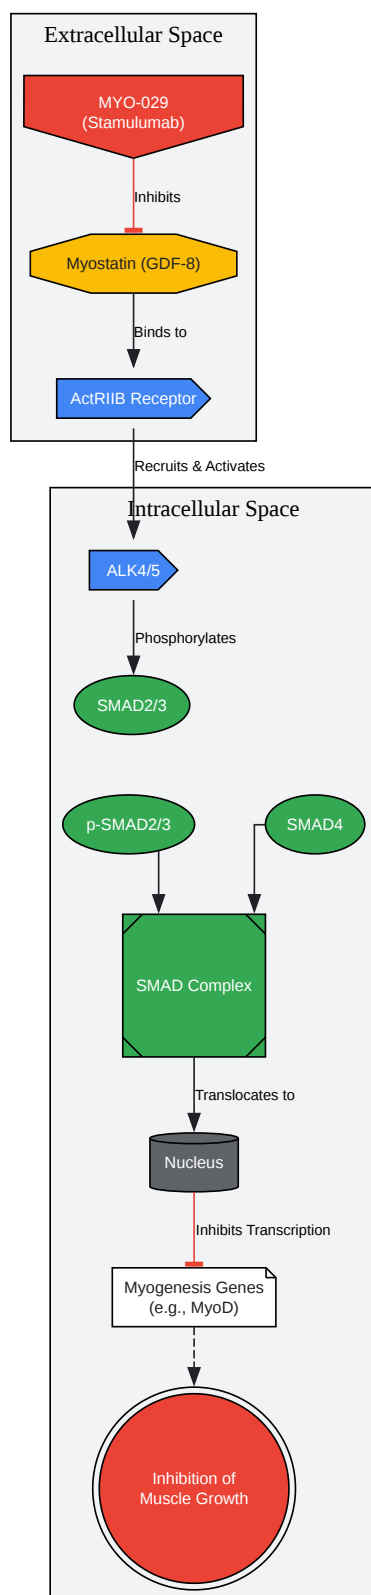 Extracellular Space
MYO-029
(Stamulumab)
Inhibits
Myostatin (GDF-8)
Binds to
ActRIIB Receptor
Recruits & Activates
Intracellular Space
ALK4/5
Phosphorylates
SMAD2/3
p-SMAD2/3
SMAD4
SMAD Complex
Translocates to
Nucleus
Inhibits Transcription
Myogenesis Genes
(e.g., MyoD)
Inhibition of
Muscle Growth